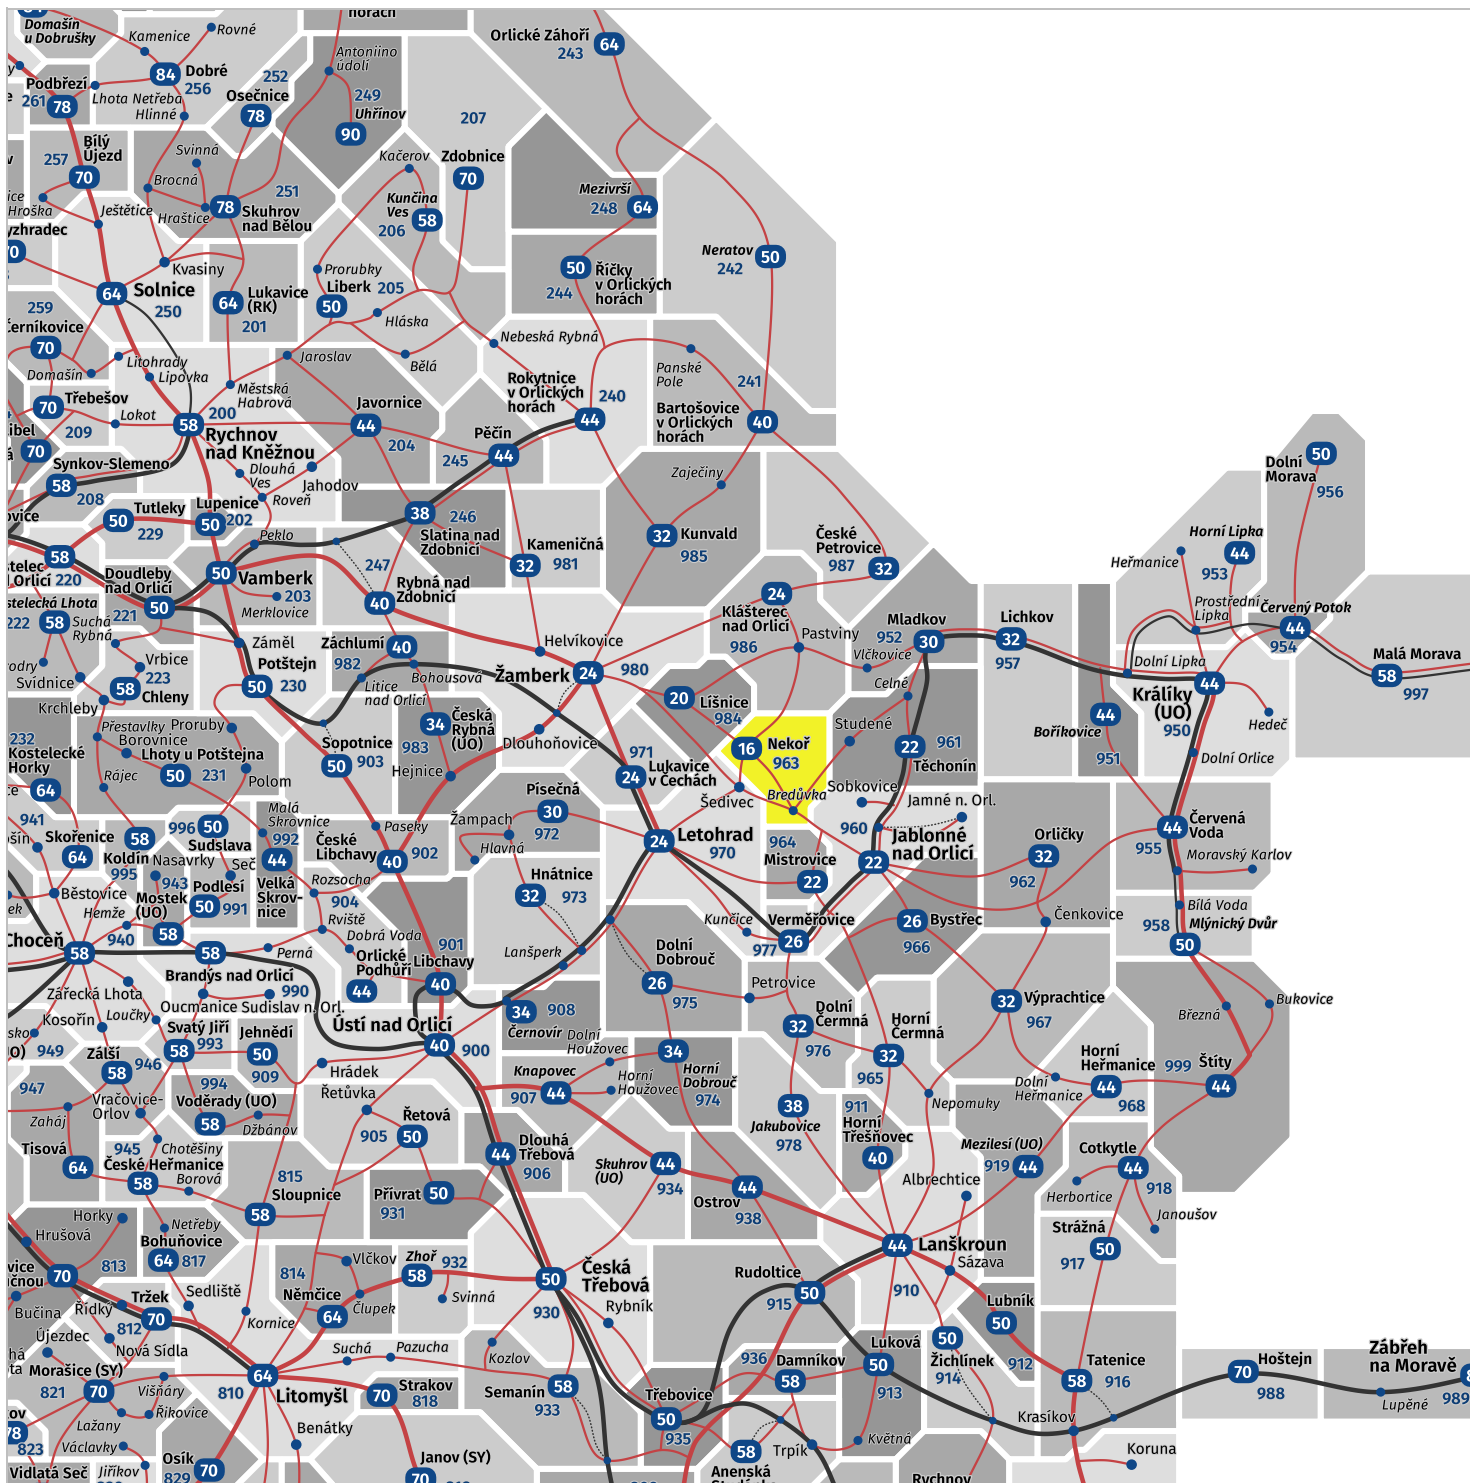 Domašín
u Dobrušky
Kamenice
Rovné
horách
Orlické Záhoří
64
243
Antoniino
údolí
Podbřezí
84
Dobré
256
252
Osečnice
78
249
Uhřínov
90
261
78
Lhota Netřeba
Hlinné
207
Bílý
Újezd
257
70
Svinná
Kačerov
Zdobnice
70
Brocná
251
Kunčina
Ves
58
206
Mezivrší
248
64
Hroška
Ještětice
Hraštice
78
Skuhrov
nad Bělou
Neratov
50
242
Kvasiny
Prorubky
Liberk
205
50
50
Říčky
v Orlických
horách
244
64
Solnice
250
64
Lukavice
(RK)
201
Hláska
259
70
Domašín
Litohrady
Lipovka
Jaroslav
Bělá
Nebeská Rybná
Panské
Pole
241
Rokytnice
v Orlických
horách
240
44
Městská
Habrová
70
Třebešov
Lokot
200
209
58
Rychnov
nad Kněžnou
Javornice
44
204
Bartošovice
v Orlických
horách
40
70
Pěčín
245
44
Synkov-Slemeno
58
208
Dlouhá
Ves
Jahodov
Roveň
Zaječiny
Dolní
Morava
50
956
50
Tutleky
229
Lupenice
50
202
38
246
Slatina nad
Zdobnicí
Peklo
Kameničná
32
981
32
Kunvald
985
České
Petrovice
987
32
Horní Lipka
44
953
Heřmanice
58
220
Doudleby
nad Orlicí
50
Vamberk
203
Merklovice
247
40
Rybná nad
Zdobnicí
24
Klášterec
nad Orlicí
986
Pastviny
Prostřední
Lipka
Červený Potok
44
954
222
58
Suchá
Rybná
221
50
Záměl
Záchlumí
982
40
Helvíkovice
952
Mladkov
30
Lichkov
32
957
Vlčkovice
Dolní Lipka
Malá Morava
58
997
Svídnice
Vrbice
223
58
Chleny
Krchleby
Potštejn
50
230
Litice
nad Orlicí
Bohousová
Žamberk
24
980
20
Líšnice
984
Celné
Králíky
(UO)
44
950
Hedeč
232
Kostelecké
Horky
64
Přestavlky
Borovnice
Proruby
Lhoty u Potštejna
50
231
Rájec
Polom
Sopotnice
50
903
34
Česká
Rybná
(UO)
983
Hejnice
Dlouhoňovice
971
24
Lukavice
v Čechách
16
Nekoř
963
Studené
22
961
Těchonín
Boříkovice
44
951
Dolní Orlice
941
Skořenice
64
58
Koldín
995
996
50
Sudslava
Malá
Skrovnice
992
44
Velká
Skrov-
nice
Paseky
České
Libchavy
40
902
Písečná
30
972
Žampach
Hlavná
Šedivec
Bredůvka
Sobkovice
Jamné n. Orl.
24
Letohrad
970
964
Mistrovice
22
960
22
Jablonné
nad Orlicí
Orličky
32
962
44
Červená
Voda
955
Moravský Karlov
Nasavrky
943
Mostek
(UO)
58
Seč
Podlesí
50
991
Běstovice
Hemže
940
Rozsocha
904
Rviště
Dobrá Voda
Hnátnice
32
973
Kunčice
Verměřovice
977
26
26
Bystřec
966
Čenkovice
Bílá Voda
958
Mlýnický Dvůr
50
Choceň
58
58
Brandýs nad Orlicí
990
Perná
Orlické
Podhůří
44
901
Libchavy
40
Lanšperk
Dolní
Dobrouč
26
975
Petrovice
Zářecká Lhota
Kosořín
Loučky
Oucmanice
Sudislav n. Orl.
Ústí nad Orlicí
40
900
34
908
Černovír
Dolní
Čermná
32
976
Horní
Čermná
32
965
32
Výprachtice
967
Bukovice
Březná
949
Svatý Jiří
58
993
Jehnědí
50
909
Hrádek
Zálší
58
946
Knapovec
907
44
Dolní
Houžovec
Horní
Houžovec
34
Horní
Dobrouč
974
Nepomuky
Dolní
Heřmanice
Horní
Heřmanice
44
968
999
Štíty
44
947
Zaháj
Vračovice-
Orlov
994
Voděrady (UO)
58
Džbánov
Řetůvka
Řetová
905
50
44
Dlouhá
Třebová
906
38
Jakubovice
978
911
Horní
Třešňovec
40
Mezilesí (UO)
919
44
Tisová
64
945
Chotěšiny
České Heřmanice
58
Borová
815
Sloupnice
58
Přívrat
50
931
Skuhrov
(UO)
44
934
44
Ostrov
938
Albrechtice
Cotkytle
44
918
Herbortice
Janoušov
Horky
Hrušová
Netřeby
Bohuňovice
64
817
70
813
814
Vlčkov
Zhoř
932
58
Svinná
50
Česká
Třebová
930
Rudoltice
50
915
44
Lanškroun
Sázava
910
Strážná
50
917
Bučina
Řídký
812
Tržek
70
Sedliště
Kornice
Němčice
64
Člupek
Rybník
Lubník
50
Újezdec
Nová Sídla
Suchá
Pazucha
Kozlov
Luková
50
913
50
Žichlínek
914
912
Morašice (SY)
70
821
Višňáry
Řikovice
810
64
Litomyšl
70
Strakov
818
Semanín
58
933
936
Damníkov
58
Třebovice
50
935
Tatenice
58
916
70
Hoštejn
988
Zábřeh
na Moravě
Lupěné
989
Krasíkov
78
823
Lažany
Václavky
Jiříkov
Vidlatá Seč
Osík
829
70
Benátky
Janov (SY)
70
58
Anenská
Trpík
Květná
Rychnov
Koruna